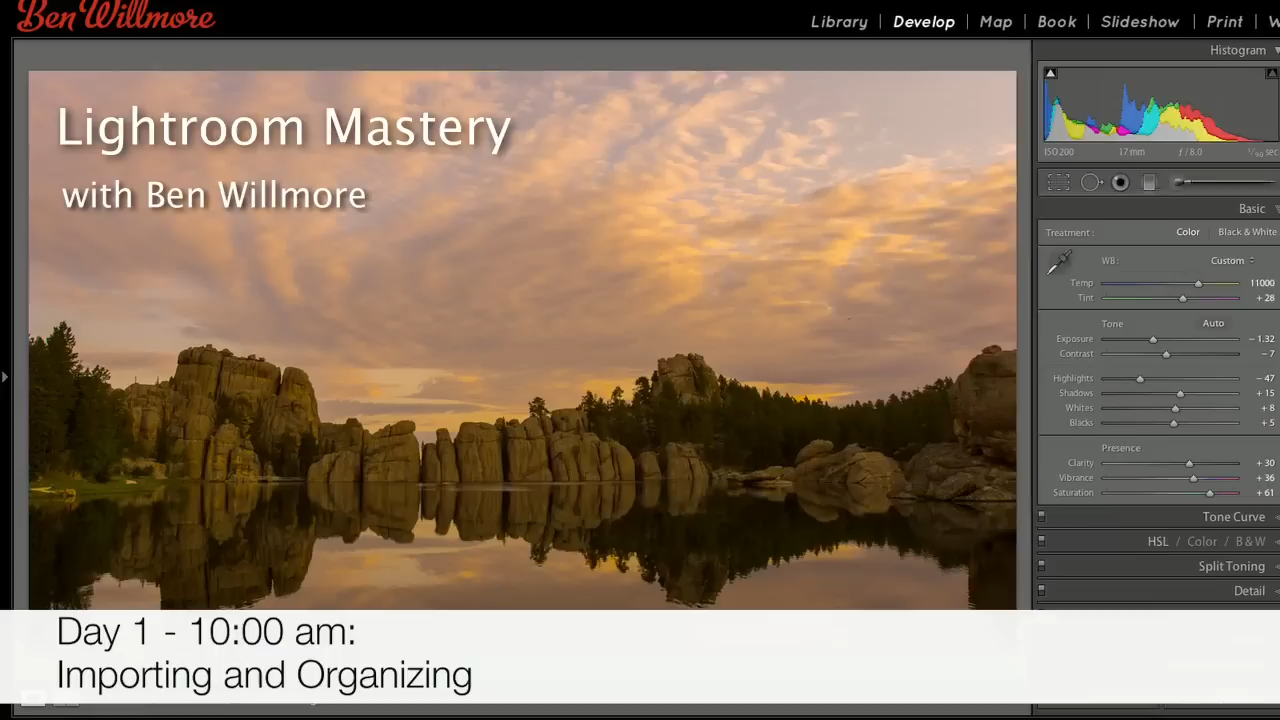 Ben Willmore
Library | Develop | Map | Book | Slideshow | Print | W
Histogram
Lightroom Mastery
with Ben Willmore
ISO 200 17 mm ƒ / 8.0 1/90 sec
Basic
Treatment : Color Black & White
WB : Custom
Temp 11000
Tint + 28
Tone Auto
Exposure − 1.32
Contrast − 7
Highlights − 47
Shadows + 15
Whites + 8
Blacks + 5
Presence
Clarity + 30
Vibrance + 36
Saturation + 61
Tone Curve
HSL / Color / B & W
Split Toning
Detail
Day 1 - 10:00 am:
Importing and Organizing